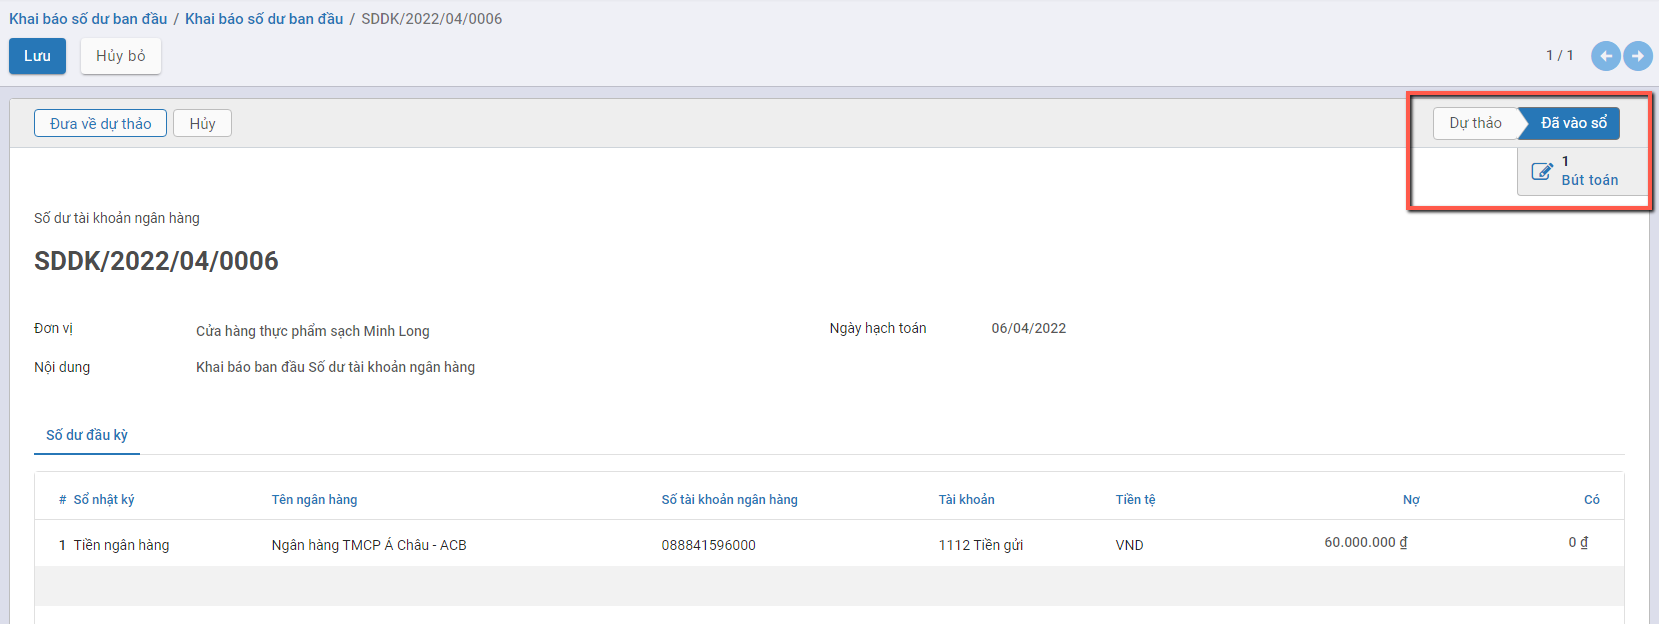 Khai báo số dư ban đầu / Khai báo số dư ban đầu / SDDK/2022/04/0006
Lưu Hủy bỏ 1 / 1
Đưa về dự thảo Hủy Dự thảo Đã vào sổ
1
Bút toán
Số dư tài khoản ngân hàng
SDDK/2022/04/0006
Đơn vị Cửa hàng thực phẩm sạch Minh Long Ngày hạch toán 06/04/2022
Nội dung Khai báo ban đầu Số dư tài khoản ngân hàng
Số dư đầu kỳ
# Sổ nhật ký Tên ngân hàng Số tài khoản ngân hàng Tài khoản Tiền tệ Nợ Có
1 Tiền ngân hàng Ngân hàng TMCP Á Châu - ACB 088841596000 1112 Tiền gửi VND 60.000.000 ₫ 0 ₫